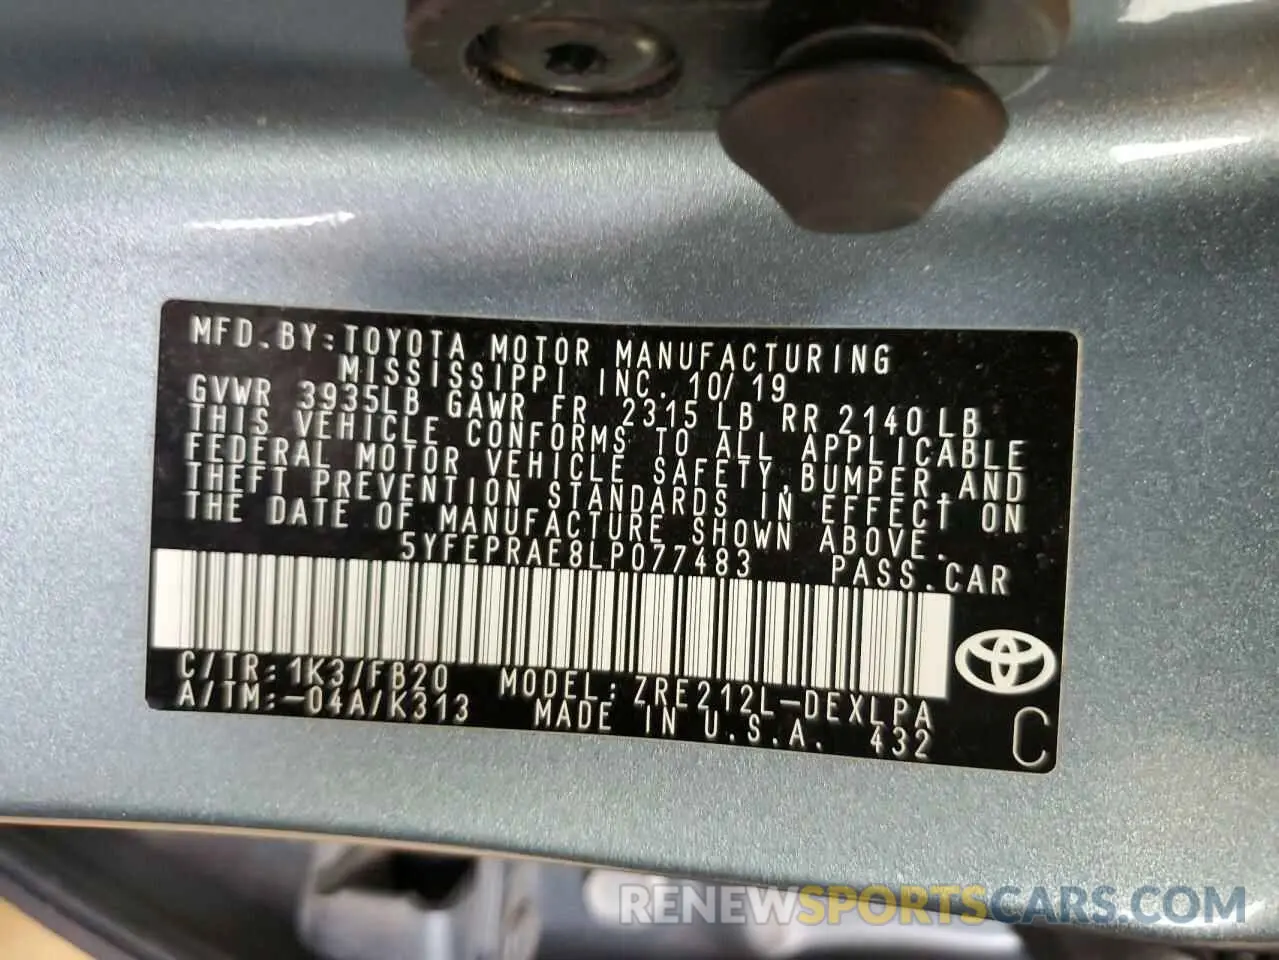 MFD.BY:TOYOTA MOTOR MANUFACTURING
MISSISSIPPI INC. 10/19
GVWR 3935LB GAWR FR 2315 LB RR 2140 LB
THIS VEHICLE CONFORMS TO ALL APPLICABLE
FEDERAL MOTOR VEHICLE SAFETY, BUMPER, AND
THEFT PREVENTION STANDARDS IN EFFECT ON
THE DATE OF MANUFACTURE SHOWN ABOVE.
5YFEPRAE8LP077483 PASS.CAR
C/TR: 1K3/FB20 MODEL: ZRE212L-DEXLPA
A/TM:-04A/K313 MADE IN U.S.A. 432
C
RENEWSPORTSCARS.COM